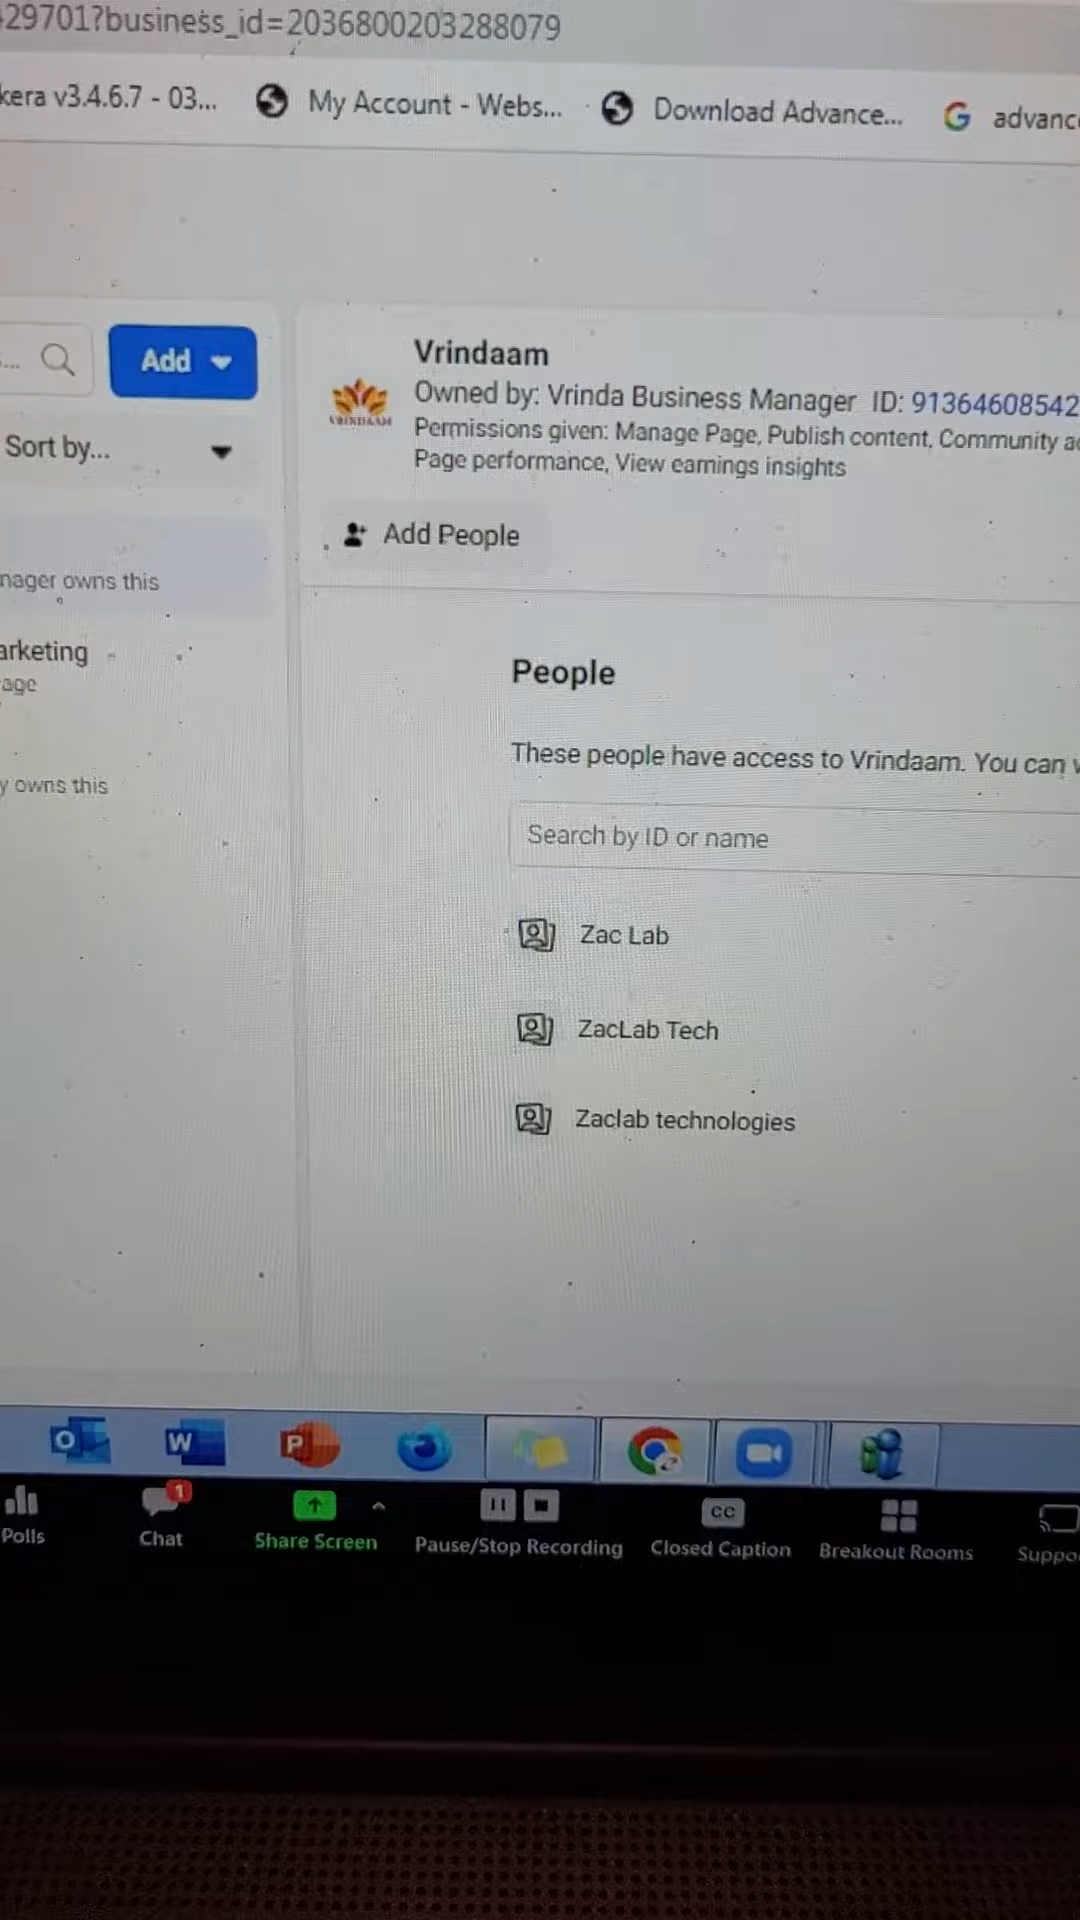 29701?business_id=2036800203288079
kera v3.4.6.7 - 03...
My Account - Webs...
Download Advance...
advanc
Add
Sort by...
nager owns this
arketing
age
y owns this
Vrindaam
VRINDAAM
Owned by: Vrinda Business Manager ID: 91364608542
Permissions given: Manage Page, Publish content, Community ac
Page performance, View earnings insights
Add People
People
These people have access to Vrindaam. You can v
Search by ID or name
Zac Lab
ZacLab Tech
Zaclab technologies
Polls
1
Chat
Share Screen
Pause/Stop Recording
CC
Closed Caption
Breakout Rooms
Suppo